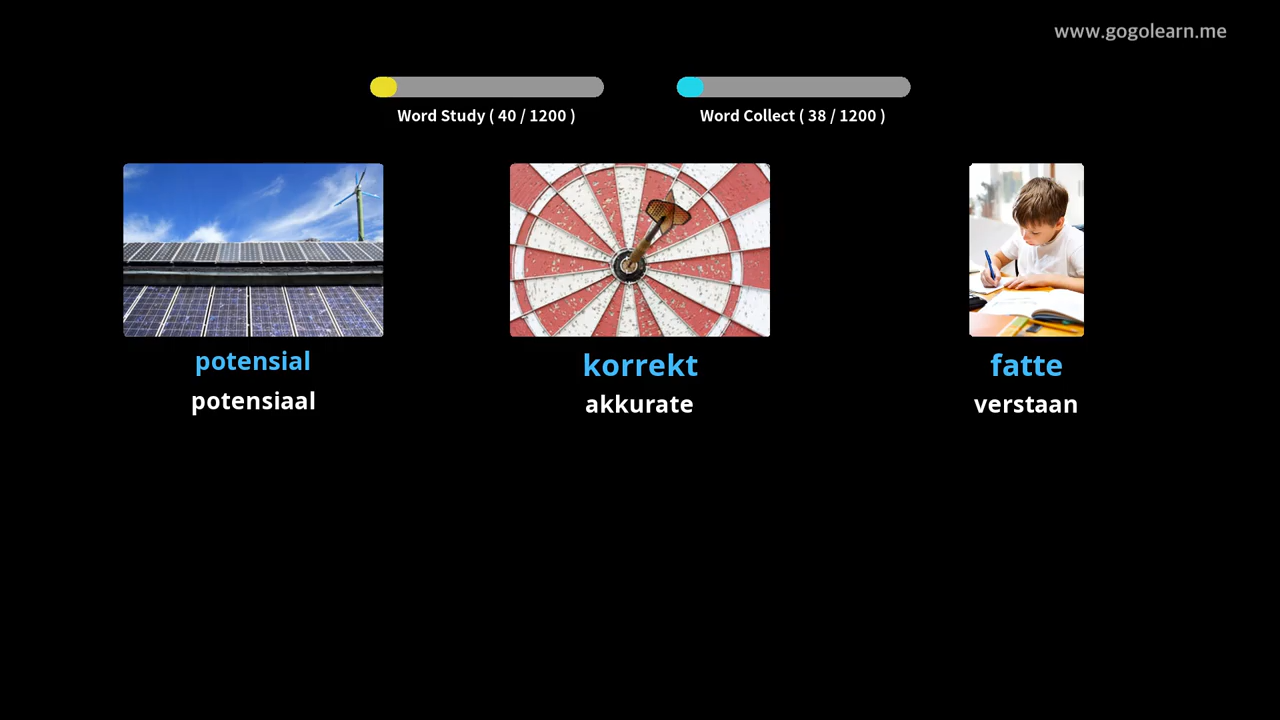 www.gogolearn.me
Word Study ( 40 / 1200 )
Word Collect ( 38 / 1200 )
potensial
potensiaal
korrekt
akkurate
fatte
verstaan